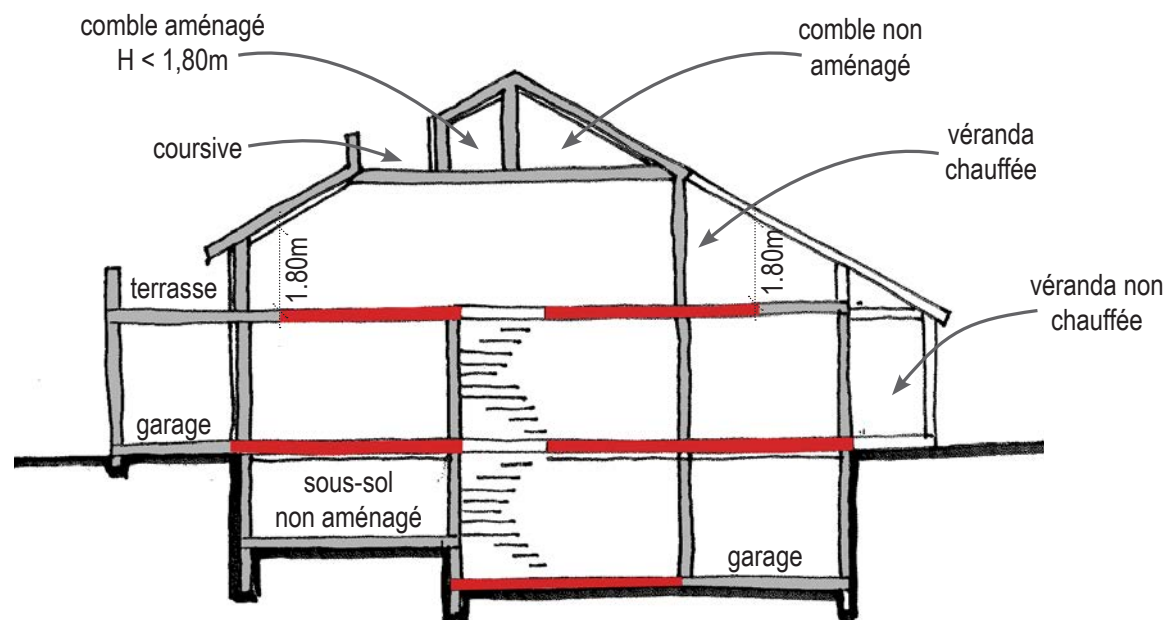 comble aménagé
H < 1,80m
comble non
aménagé
coursive
véranda
chauffée
1.80m
1.80m
terrasse
véranda non
chauffée
garage
sous-sol
non aménagé
garage